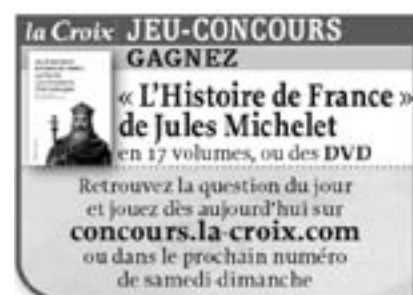 la Croix JEU-CONCOURS
GAGNEZ
« L'Histoire de France »
de Jules Michelet
en 17 volumes, ou des DVD
Retrouvez la question du jour
et jouez dès aujourd'hui sur
concours.la-croix.com
ou dans le prochain numéro
de samedi-dimanche